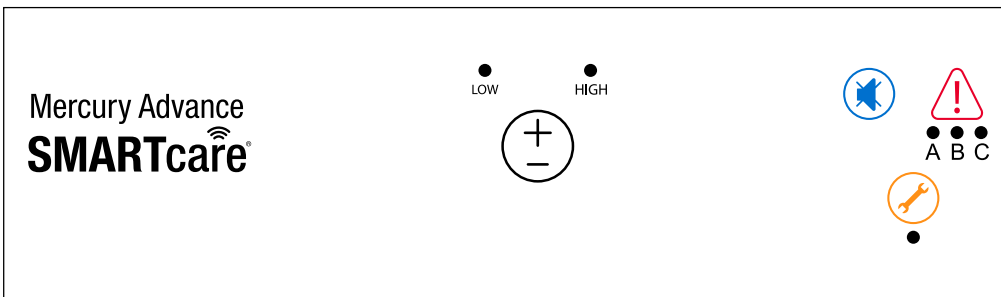 Mercury Advance
SMARTcare®
LOW HIGH
+
−
!
A B C